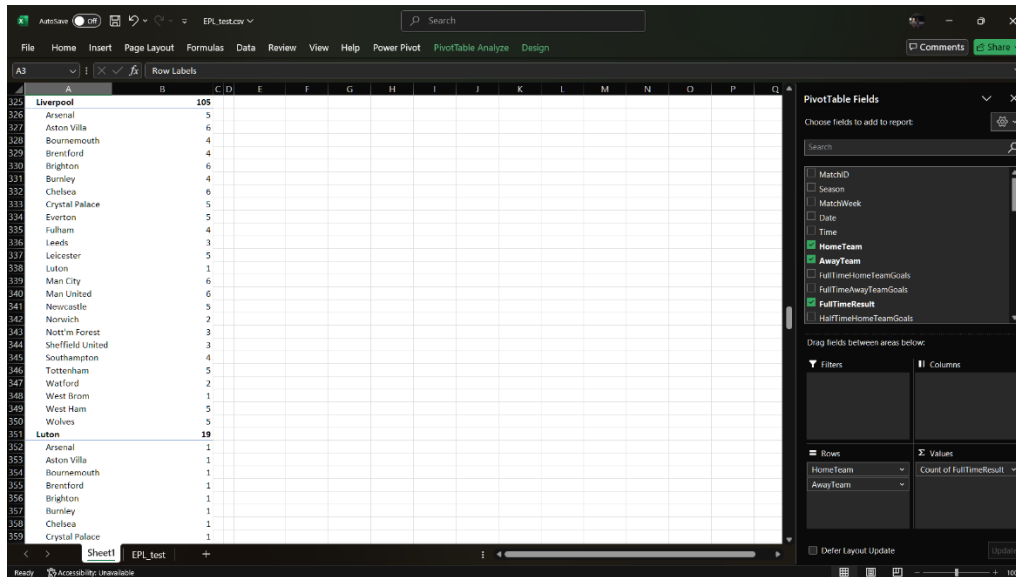 AutoSave Off EPL_test.csv Search
File Home Insert Page Layout Formulas Data Review View Help Power Pivot PivotTable Analyze Design Comments Share
A3 fx Row Labels
A B C D E F G H I J K L M N O P Q
325 Liverpool 105
326 Arsenal 5
327 Aston Villa 6
328 Bournemouth 4
329 Brentford 4
330 Brighton 6
331 Burnley 4
332 Chelsea 6
333 Crystal Palace 5
334 Everton 5
335 Fulham 4
336 Leeds 3
337 Leicester 5
338 Luton 1
339 Man City 6
340 Man United 6
341 Newcastle 5
342 Norwich 2
343 Nott'm Forest 3
344 Sheffield United 3
345 Southampton 4
346 Tottenham 5
347 Watford 2
348 West Brom 1
349 West Ham 5
350 Wolves 5
351 Luton 19
352 Arsenal 1
353 Aston Villa 1
354 Bournemouth 1
355 Brentford 1
356 Brighton 1
357 Burnley 1
358 Chelsea 1
359 Crystal Palace 1
PivotTable Fields
Choose fields to add to report:
Search
MatchID
Season
MatchWeek
Date
Time
HomeTeam
AwayTeam
FullTimeHomeTeamGoals
FullTimeAwayTeamGoals
FullTimeResult
HalfTimeHomeTeamGoals
Drag fields between areas below:
Filters Columns
Rows Σ Values
HomeTeam Count of FullTimeResult
AwayTeam
Defer Layout Update Update
Sheet1 EPL_test
Ready Accessibility: Unavailable 100